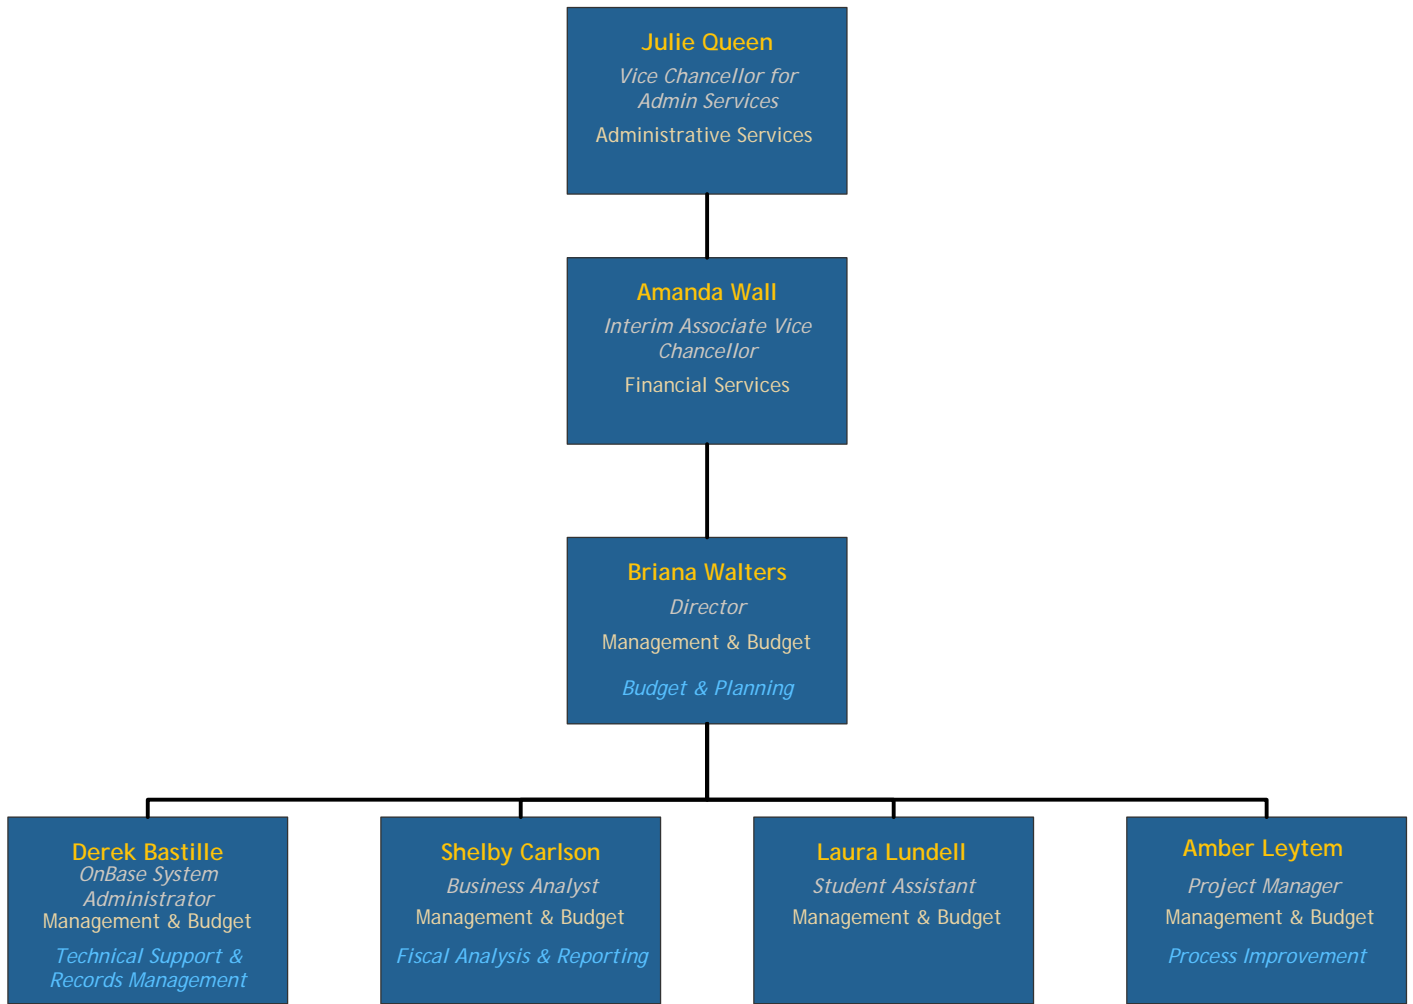 Julie Queen
Vice Chancellor for
Admin Services
Administrative Services
Amanda Wall
Interim Associate Vice
Chancellor
Financial Services
Briana Walters
Director
Management & Budget
Budget & Planning
Derek Bastille
OnBase System
Administrator
Management & Budget
Technical Support &
Records Management
Shelby Carlson
Business Analyst
Management & Budget
Fiscal Analysis & Reporting
Laura Lundell
Student Assistant
Management & Budget
Amber Leytem
Project Manager
Management & Budget
Process Improvement